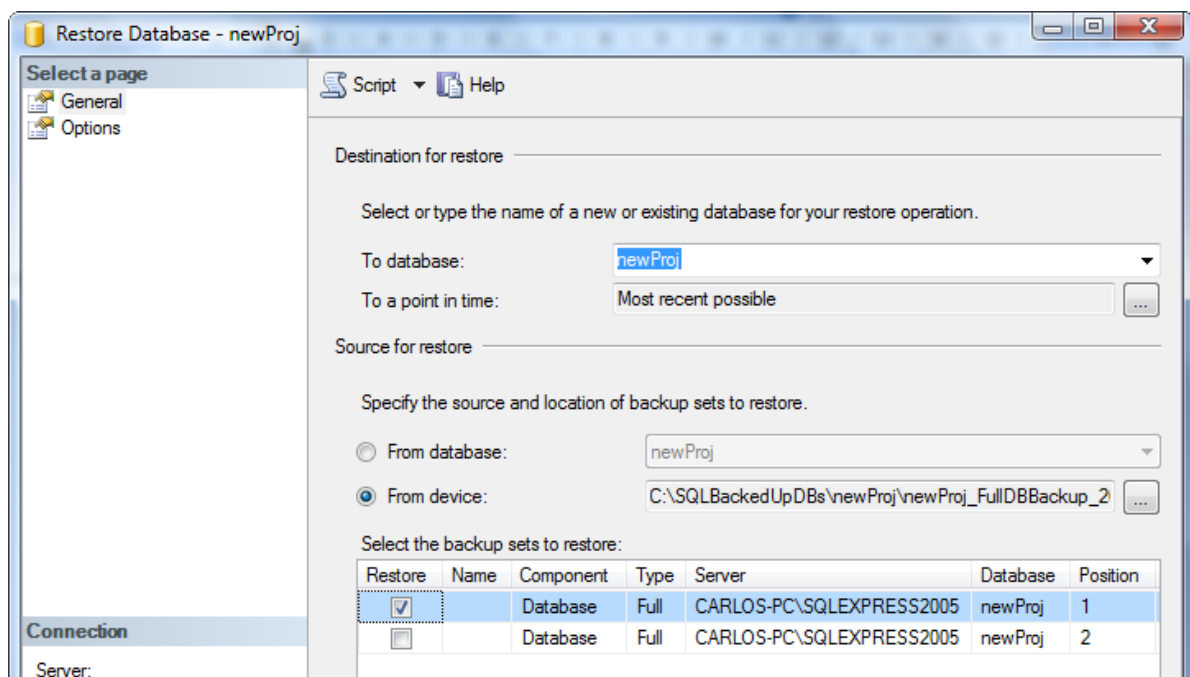 Restore Database - newProj
Select a page
General
Options
Script Help
Destination for restore
Select or type the name of a new or existing database for your restore operation.
To database: newProj
To a point in time: Most recent possible ...
Source for restore
Specify the source and location of backup sets to restore.
From database: newProj
From device: C:\SQLBackedUpDBs\newProj\newProj_FullDBBackup_2 ...
Select the backup sets to restore:
Restore Name Component Type Server Database Position
Database Full CARLOS-PC\SQLEXPRESS2005 newProj 1
Database Full CARLOS-PC\SQLEXPRESS2005 newProj 2
Connection
Server: